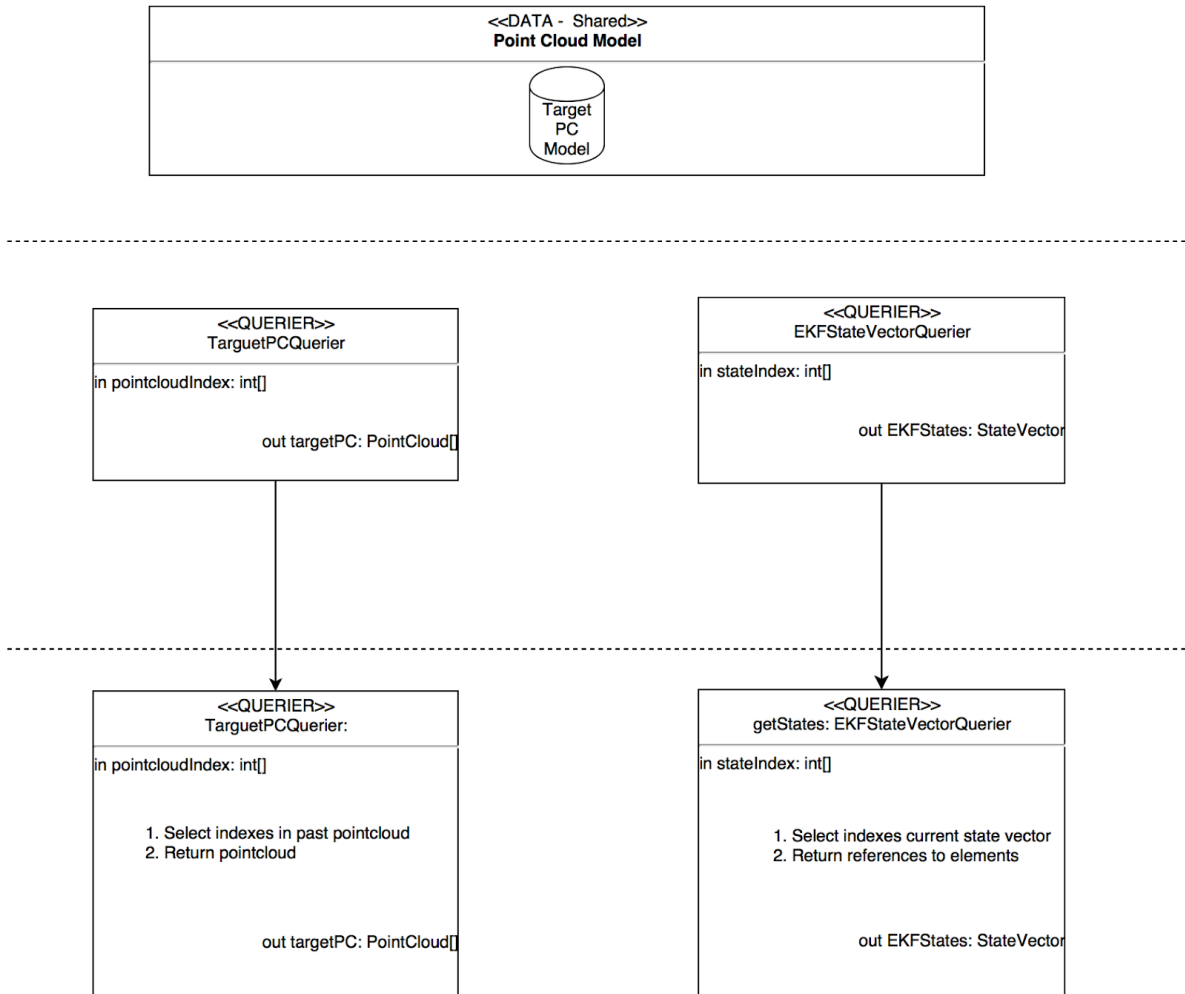 <<DATA -  Shared>>
Point Cloud Model
Target
PC
Model
<<QUERIER>>
TarguetPCQuerier
in pointcloudIndex: int[]
out targetPC: PointCloud[]
<<QUERIER>>
EKFStateVectorQuerier
in stateIndex: int[]
out EKFStates: StateVector
<<QUERIER>>
TarguetPCQuerier:
in pointcloudIndex: int[]
1. Select indexes in past pointcloud
2. Return pointcloud
out targetPC: PointCloud[]
<<QUERIER>>
getStates: EKFStateVectorQuerier
in stateIndex: int[]
1. Select indexes current state vector
2. Return references to elements
out EKFStates: StateVector